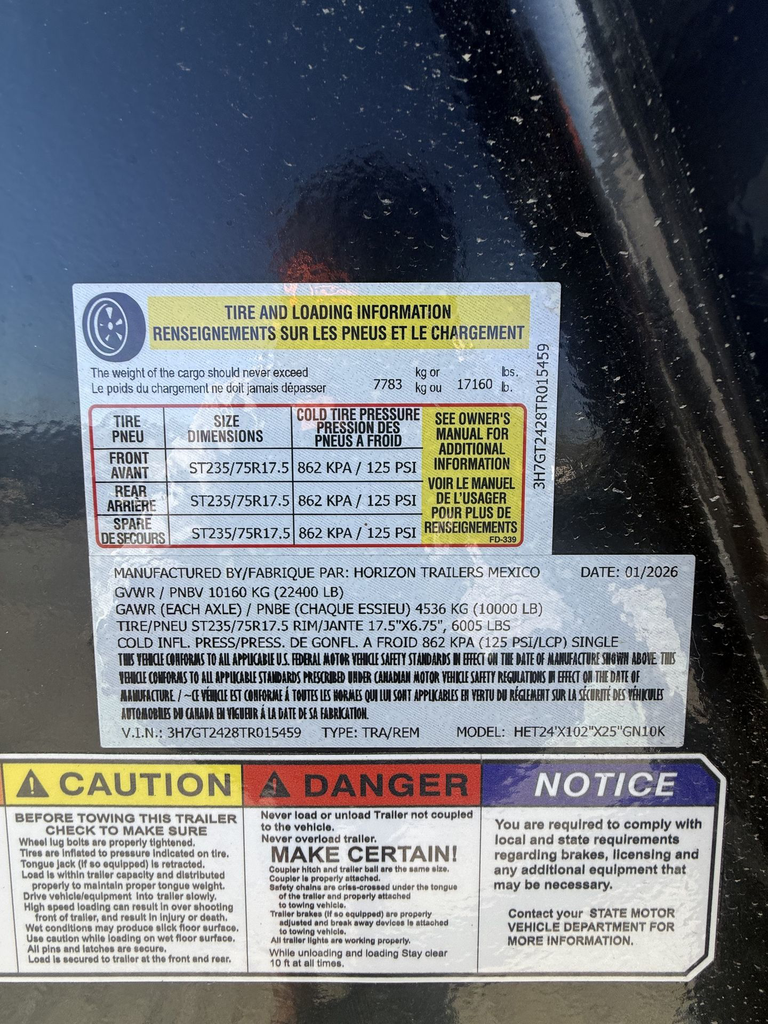 TIRE AND LOADING INFORMATION
RENSEIGNEMENTS SUR LES PNEUS ET LE CHARGEMENT
The weight of the cargo should never exceed kg or lbs.
Le poids du chargement ne doit jamais dépasser 7783 kg ou 17160 lb.
TIRE PNEU
SIZE DIMENSIONS
COLD TIRE PRESSURE
PRESSION DES
PNEUS A FROID
FRONT AVANT ST235/75R17.5 862 KPA / 125 PSI
REAR ARRIÈRE ST235/75R17.5 862 KPA / 125 PSI
SPARE DE SECOURS ST235/75R17.5 862 KPA / 125 PSI
SEE OWNER'S
MANUAL FOR
ADDITIONAL
INFORMATION
VOIR LE MANUEL
DE L'USAGER
POUR PLUS DE
RENSEIGNEMENTS
FD-339
3H7GT2428TR015459
MANUFACTURED BY/FABRIQUE PAR: HORIZON TRAILERS MEXICO DATE: 01/2026
GVWR / PNBV 10160 KG (22400 LB)
GAWR (EACH AXLE) / PNBE (CHAQUE ESSIEU) 4536 KG (10000 LB)
TIRE/PNEU ST235/75R17.5 RIM/JANTE 17.5"X6.75", 6005 LBS
COLD INFL. PRESS/PRESS. DE GONFL. A FROID 862 KPA (125 PSI/LCP) SINGLE
THIS VEHICLE CONFORMS TO ALL APPLICABLE U.S. FEDERAL MOTOR VEHICLE SAFETY STANDARDS IN EFFECT ON THE DATE OF MANUFACTURE SHOWN ABOVE. THIS
VEHICLE CONFORMS TO ALL APPLICABLE STANDARDS PRESCRIBED UNDER CANADIAN MOTOR VEHICLE SAFETY REGULATIONS IN EFFECT ON THE DATE OF
MANUFACTURE. / ~CE VÉHICLE EST CONFORME Á TOUTES LES NORMES QUI LUI SONT APPLICABLES EN VERTU DU RÉGLEMENT SUR LA SÉCURITÉ DES VÉHICULES
AUTOMOBILES DU CANADA EN VIGUEUR Á LA DATE DE SA FABRICATION.
V.I.N.: 3H7GT2428TR015459 TYPE: TRA/REM MODEL: HET24'X102"X25"GN10K
CAUTION
BEFORE TOWING THIS TRAILER
CHECK TO MAKE SURE
Wheel lug bolts are properly tightened.
Tires are inflated to pressure indicated on tire.
Tongue jack (if so equipped) is retracted.
Load is within trailer capacity and distributed
properly to maintain proper tongue weight.
Drive vehicle/equipment into trailer slowly.
High speed loading can result in over shooting
front of trailer, and result in injury or death.
Wet conditions may produce slick floor surface.
Use caution while loading on wet floor surface.
All pins and latches are secure.
Load is secured to trailer at the front and rear.
DANGER
Never load or unload Trailer not coupled
to the vehicle.
Never overload trailer.
MAKE CERTAIN!
Coupler hitch and trailer ball are the same size.
Coupler is properly attached.
Safety chains are criss-crossed under the tongue
of the trailer and properly attached
to towing vehicle.
Trailer brakes (if so equipped) are properly
adjusted and break away devices is attached
to towing vehicle.
All trailer lights are working properly.
While unloading and loading Stay clear
10 ft at all times.
NOTICE
You are required to comply with
local and state requirements
regarding brakes, licensing and
any additional equipment that
may be necessary.
Contact your STATE MOTOR
VEHICLE DEPARTMENT FOR
MORE INFORMATION.